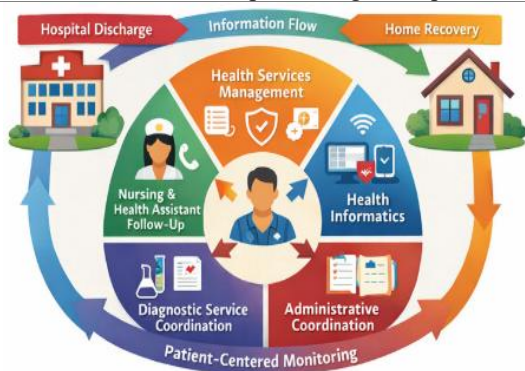 Hospital Discharge
Information Flow
Home Recovery
Health Services
Management
Nursing &
Health Assistant
Follow-Up
Health
Informatics
Diagnostic Service
Coordination
Administrative
Coordination
Patient-Centered Monitoring